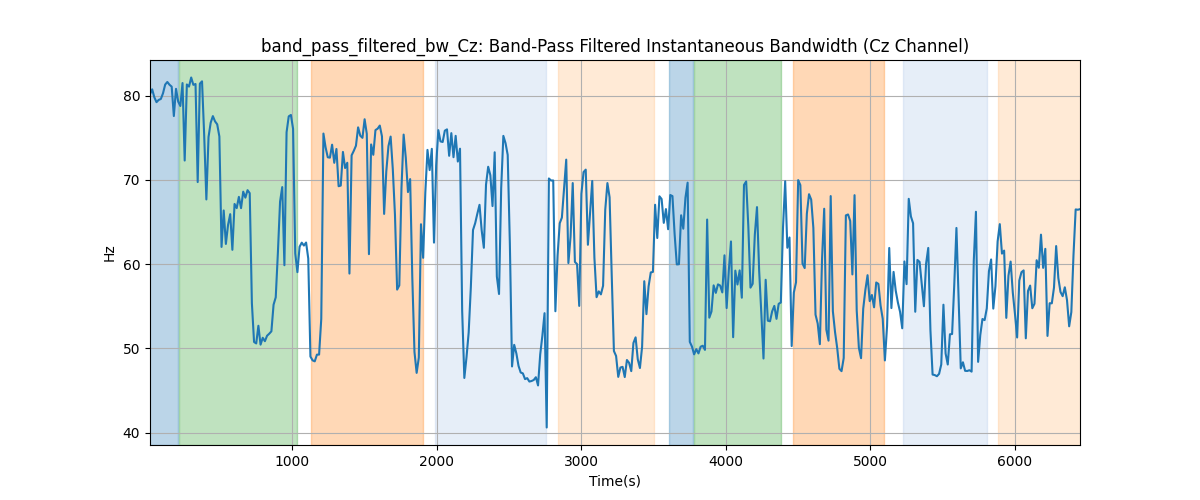 band_pass_filtered_bw_Cz: Band-Pass Filtered Instantaneous Bandwidth (Cz Channel)
80
70
60
50
40
Hz
1000 2000 3000 4000 5000 6000
Time(s)